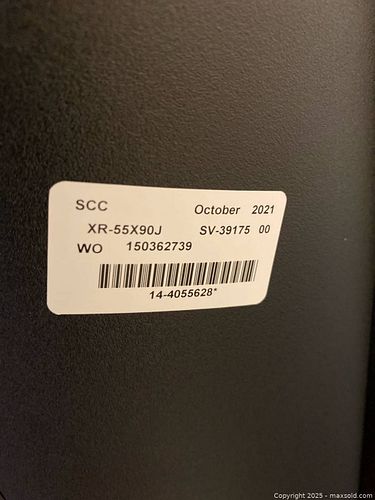 SCC October 2021
XR-55X90J SV-39175 00
WO 150362739
14-4055628*
Copyright 2025 - maxsold.com